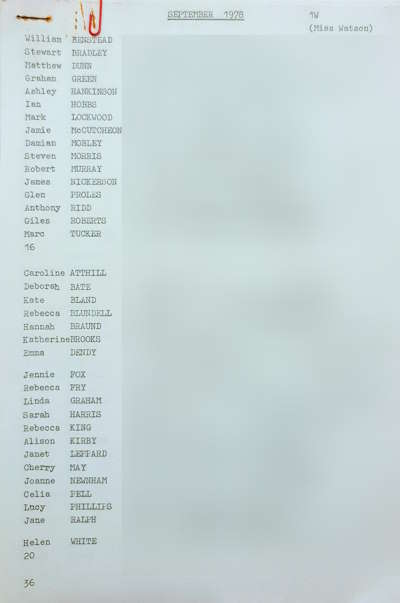 SEPTEMBER 1978 1W
(Miss Watson)
William BENSTEAD
Stewart BRADLEY
Matthew DUNN
Graham GREEN
Ashley HANKINSON
Ian HOBBS
Mark LOCKWOOD
Jamie McCUTCHEON
Damian MOBLEY
Steven MORRIS
Robert MURRAY
James NICKERSON
Glen PROLES
Anthony RIDD
Giles ROBERTS
Marc TUCKER
16
Caroline ATTHILL
Deborah BATE
Kate BLAND
Rebecca BLUNDELL
Hannah BRAUND
Katherine BROOKS
Emma DENDY
Jennie FOX
Rebecca FRY
Linda GRAHAM
Sarah HARRIS
Rebecca KING
Alison KIRBY
Janet LEPPARD
Cherry MAY
Joanne NEWNHAM
Celia PELL
Lucy PHILLIPS
Jane RALPH
Helen WHITE
20
36